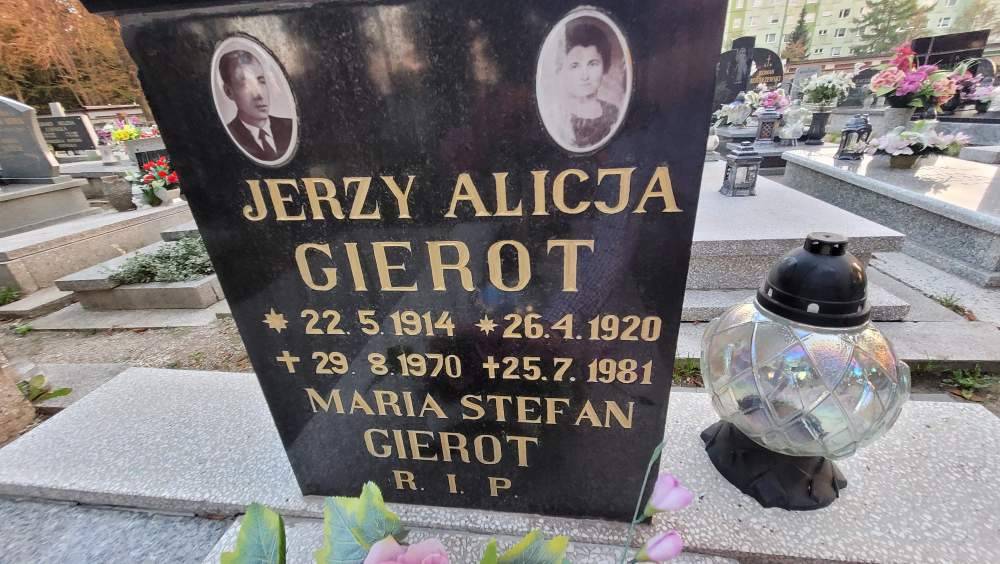 JERZY ALICJA
GIEROT
* 22. 5. 1914 * 26.4. 1920
+ 29. 8. 1970 + 25.7. 1981
MARIA STEFAN
GIEROT
R. I. P.